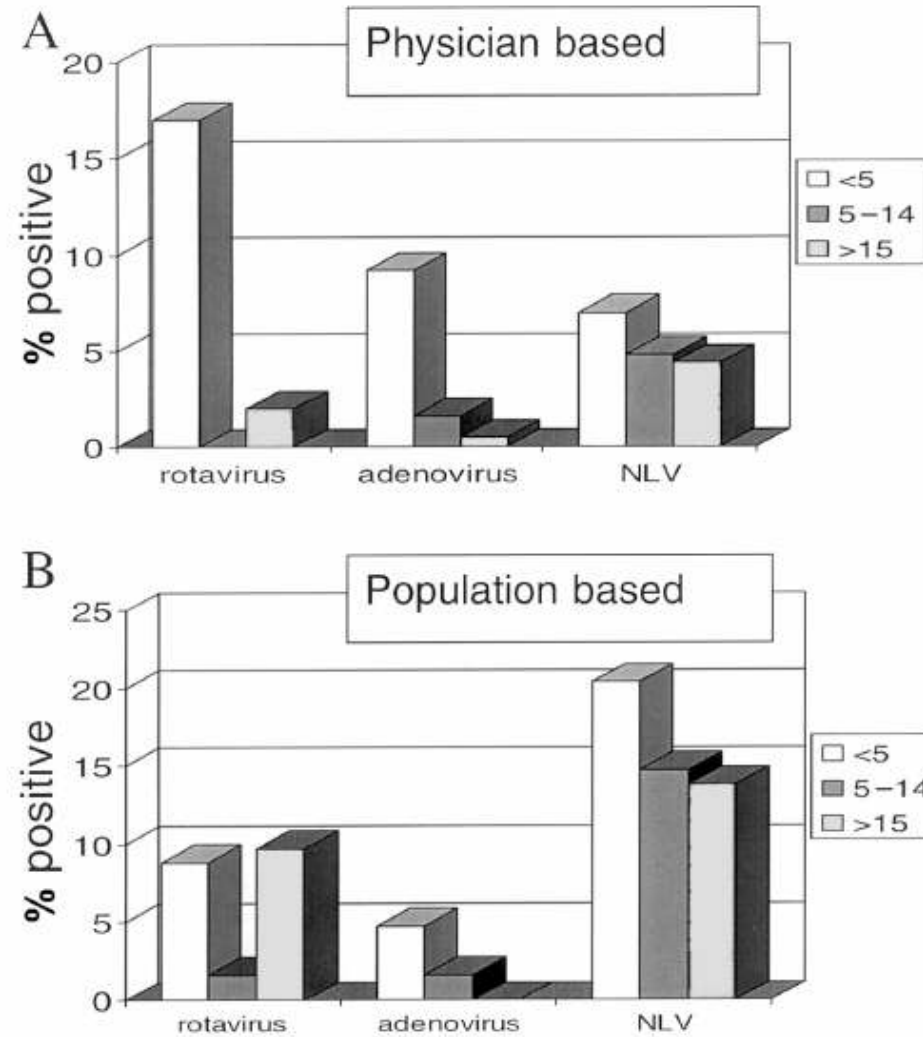 A
Physician based
20
15
10
5
0
% positive
rotavirus adenovirus NLV
<5
5-14
>15
B
Population based
25
20
15
10
5
0
% positive
rotavirus adenovirus NLV
<5
5-14
>15